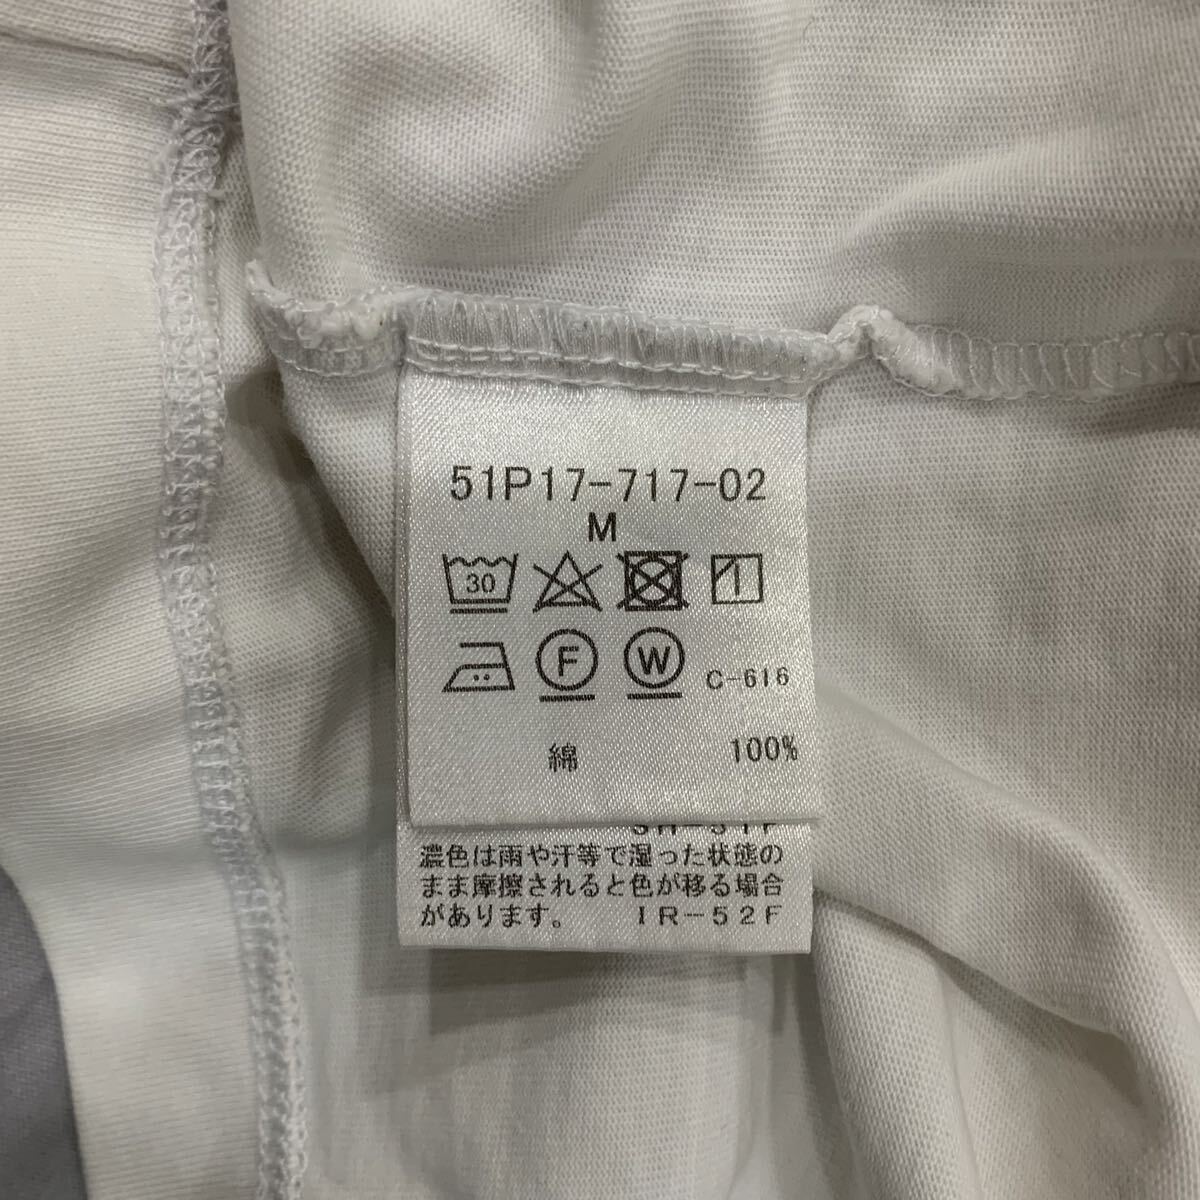 51P17-717-02
M
30
F W C-616
綿 100%
濃色は雨や汗等で湿った状態の
まま摩擦されると色が移る場合
があります。 IR-52F